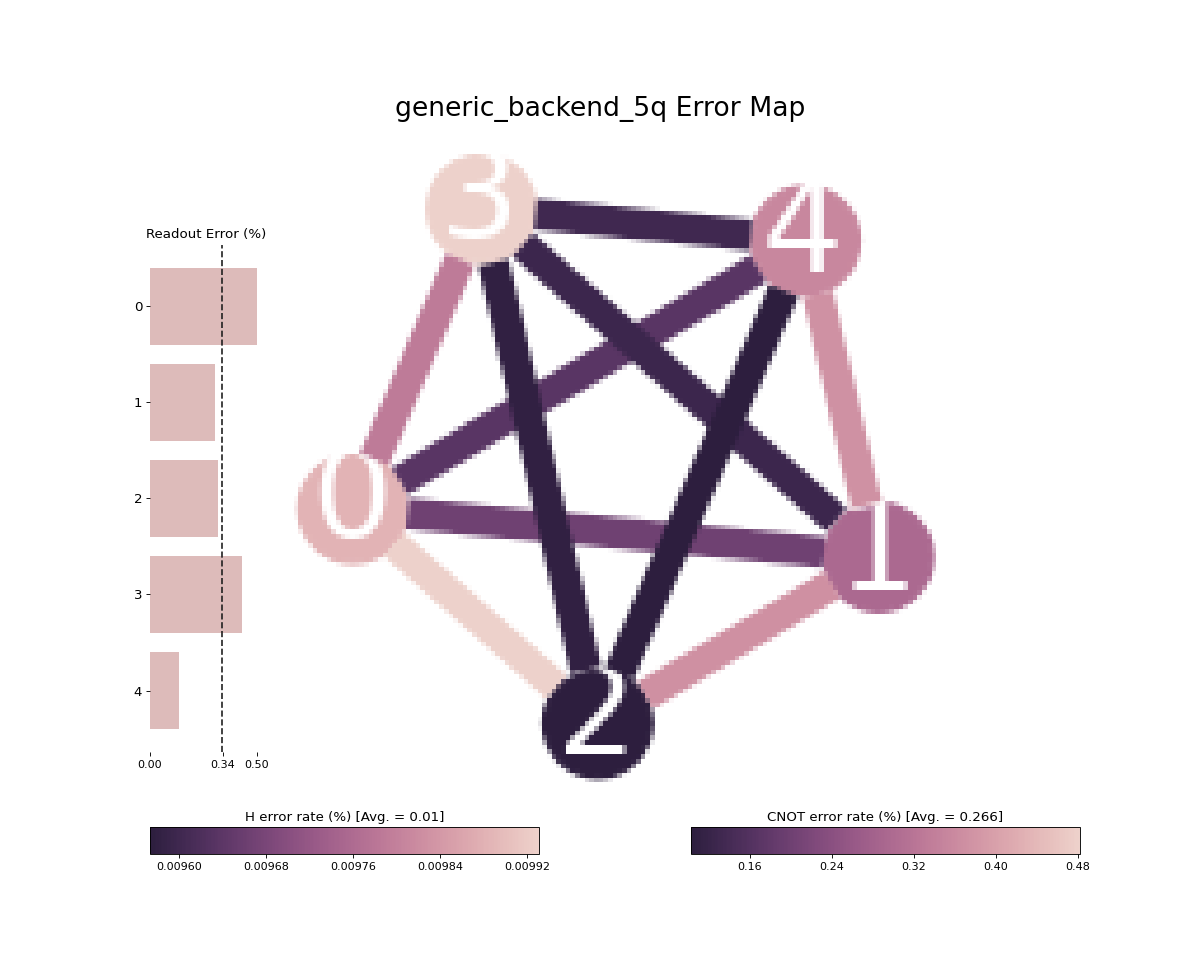 generic_backend_5q Error Map
3
4
Readout Error (%)
0
1
2
3
4
0
1
2
0.00 0.34 0.50
H error rate (%) [Avg. = 0.01]
CNOT error rate (%) [Avg. = 0.266]
0.00960 0.00968 0.00976 0.00984 0.00992
0.16 0.24 0.32 0.40 0.48